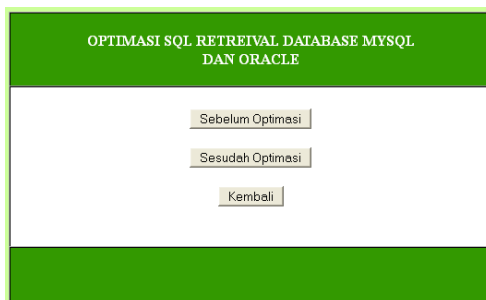 OPTIMASI SQL RETREIVAL DATABASE MYSQL
DAN ORACLE
Sebelum Optimasi
Sesudah Optimasi
Kembali